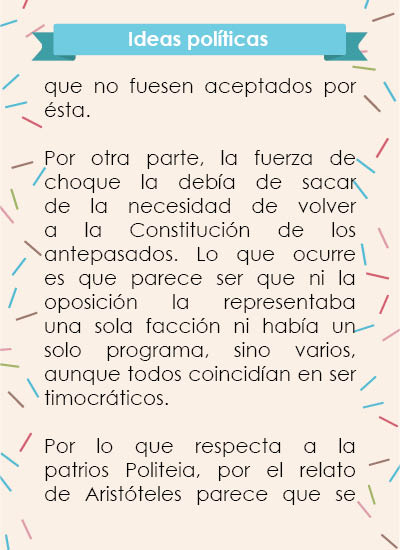 Ideas políticas
que no fuesen aceptados por
ésta.
Por otra parte, la fuerza de
choque la debía de sacar
de la necesidad de volver
a la Constitución de los
antepasados. Lo que ocurre
es que parece ser que ni la
oposición la representaba
una sola facción ni había un
solo programa, sino varios,
aunque todos coincidían en ser
timocráticos.
Por lo que respecta a la
patrios Politeia, por el relato
de Aristóteles parece que se